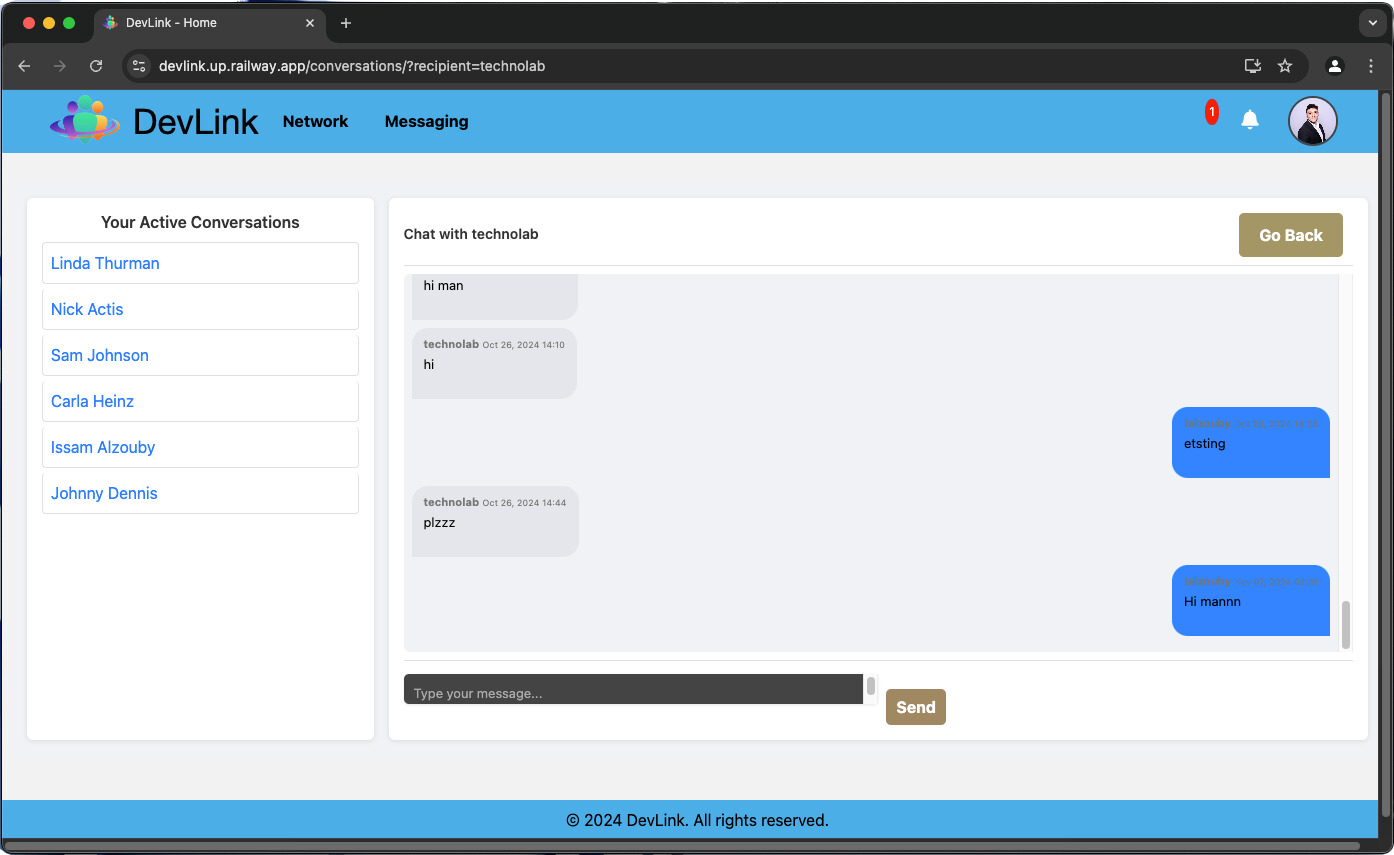 DevLink - Home
devlink.up.railway.app/conversations/?recipient=technolab
DevLink
Network
Messaging
1
Your Active Conversations
Linda Thurman
Nick Actis
Sam Johnson
Carla Heinz
Issam Alzouby
Johnny Dennis
Chat with technolab
Go Back
hi man
technolab Oct 26, 2024 14:10
hi
etsting
technolab Oct 26, 2024 14:44
plzzz
Hi mannn
Type your message...
Send
© 2024 DevLink. All rights reserved.